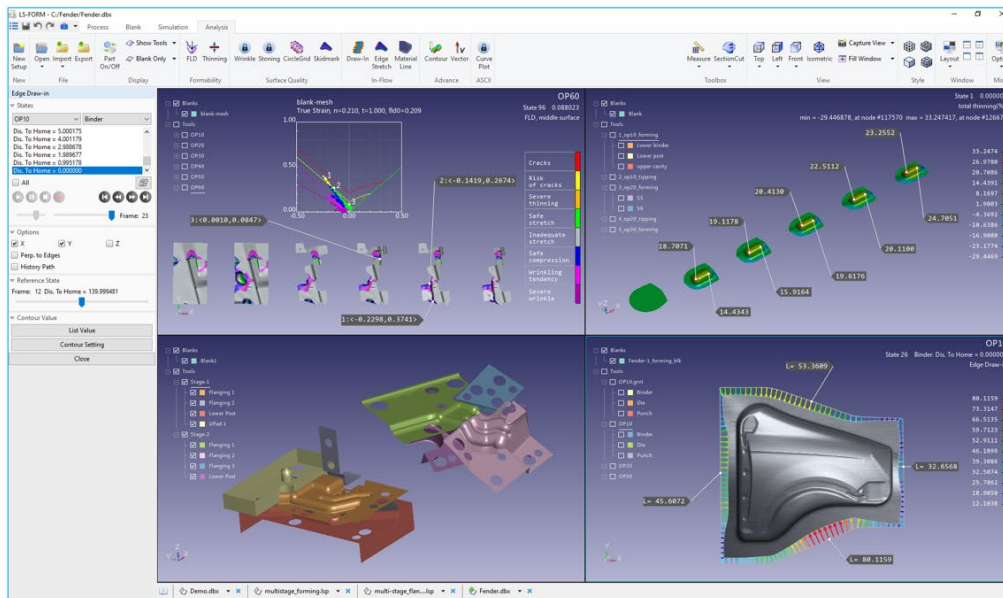 LS-FORM - C:/Fender/Fender.dbx
Process Blank Simulation Analysis
New Setup
Open Import Export
Part On/Off
Show Tools
Blank Only
FLD Thinning
Wrinkle Stoning CircleGrid Skidmark
Draw-In Edge Stretch Material Line
Contour Vector
Curve Plot
Measure SectionCut
Top Left Front Isometric
Capture View
Fill Window
Layout
New File Display Formability Surface Quality In-Flow Advance ASCII Toolbox View Style Window
Edge Draw-in
States
OP10 Binder
Dis. To Home = 5.000175
Dis. To Home = 4.001179
Dis. To Home = 2.988678
Dis. To Home = 1.989677
Dis. To Home = 0.995178
Dis. To Home = 0.000000
All
Frame: 23
Options
X Y Z
Perp. to Edges
History Path
Reference State
Frame: 12 Dis. To Home = 139.999481
Contour Value
List Value
Contour Setting
Close
Blanks
blank-mesh
Tools
OP10
OP20
OP30
OP40
OP50
OP60
blank-mesh
True Strain, n=0.210, t=1.000, fld0=0.209
1.00
0.50
-0.50
0.00
0.50
1
2
3
OP60
State 96 0.088023
FLD, middle surface
2:<-0.1419,0.2674>
3:<0.0010,0.0847>
1:<-0.2298,0.3741>
Cracks
Risk of cracks
Severe thinning
Safe stretch
Inadequate stretch
Safe compression
Wrinkling tendency
Severe wrinkle
Blanks
Blank
Tools
1_op10_forming
Lower binder
Lower post
upper cavity
2_op10_tipping
3_op20_forming
S5
S8
4_op20_tipping
5_op30_forming
State 1 0.00000
total thinning(%
min = -29.446878, at node #117570 max = 33.247417, at node #12667
23.2552
22.5112
20.4130
19.1178
18.7071
24.7051
20.1100
19.6176
15.9164
14.4343
33.2474
26.9780
20.7086
14.4391
8.1697
1.9003
-4.3692
-10.6386
-16.9080
-23.1774
-29.4469
Blanks
Blank1
Tools
Stage-1
Flanging 1
Flanging 2
Lower Post
UPad 1
Stage-2
Flanging 1
Flanging 2
Flanging 3
Lower Post
Blanks
Fender-1_forming_blk
Tools
OP10.grvt
Binder
Die
Punch
OP10
Binder
Die
Punch
OP20
OP30
OP1
State 26 Binder: Dis. To Home = 0.00000
Edge Draw-
L= 53.3609
L= 32.6568
L= 45.6072
L= 80.1159
80.1159
73.3147
66.5135
59.7123
52.9111
46.1099
39.3086
32.5074
25.7062
18.9050
12.1038
Demo.dbx multistage_forming.lsp multi-stage_flan....lsp Fender.dbx